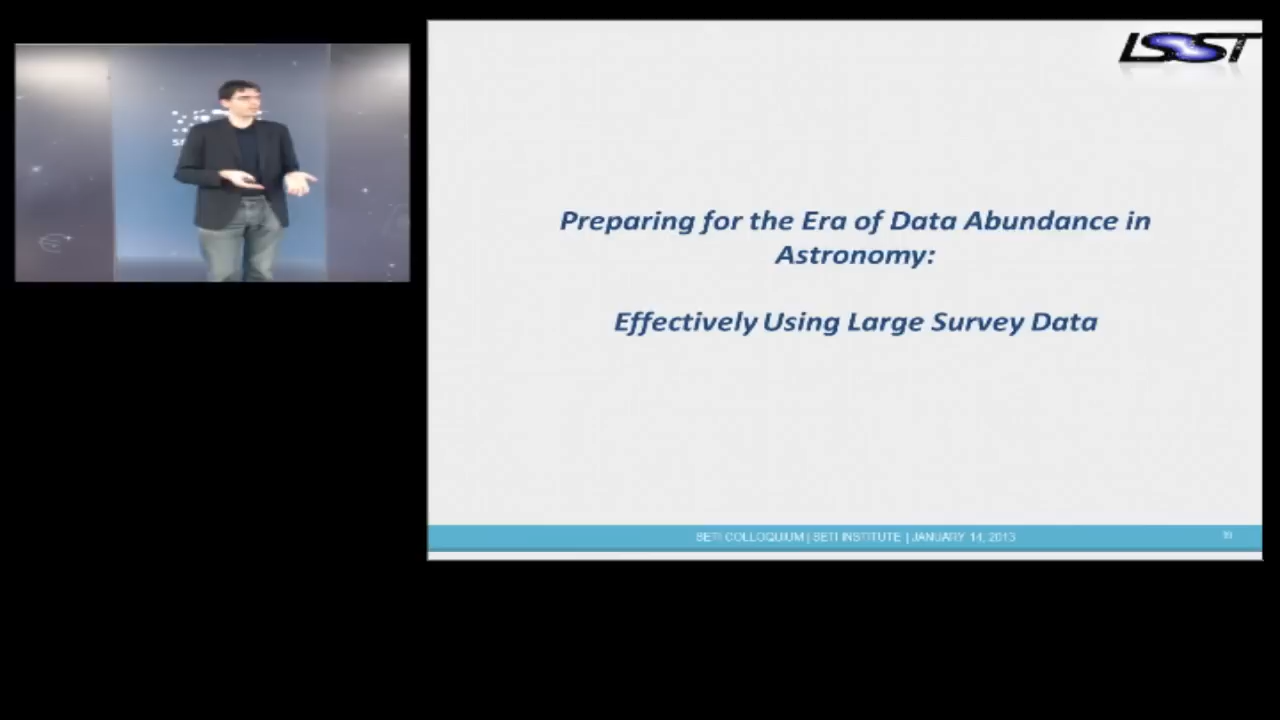 LSST
Preparing for the Era of Data Abundance in
Astronomy:
Effectively Using Large Survey Data
SETI COLLOQUIUM | SETI INSTITUTE | JANUARY 14, 2013